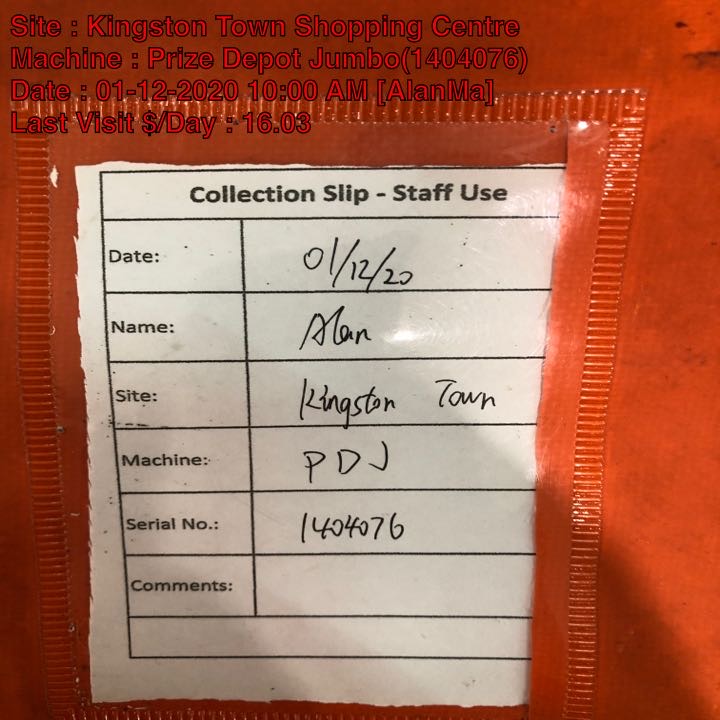 Site : Kingston Town Shopping Centre
Machine : Prize Depot Jumbo(1404076)
Date : 01-12-2020 10:00 AM [AlanMa]
Last Visit $/Day : 16.03
Collection Slip - Staff Use
Date: 01/12/20
Name: Alan
Site: Kingston Town
Machine: PDJ
Serial No.: 1404076
Comments: